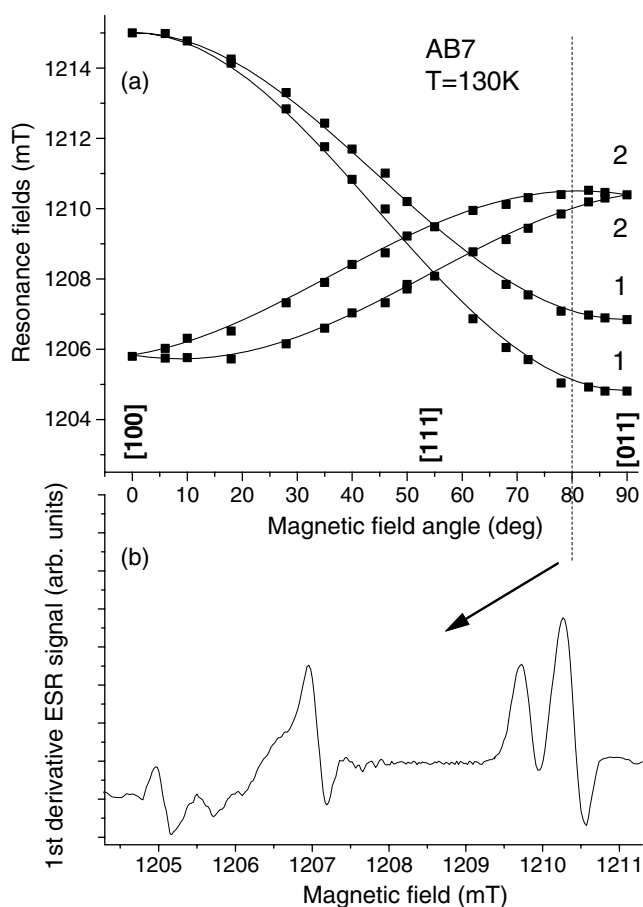 (a)
AB7
T=130K
Resonance fields (mT)
1214
1212
1210
1208
1206
1204
2
2
1
1
[100]
[111]
[011]
0 10 20 30 40 50 60 70 80 90
Magnetic field angle (deg)
(b)
1st derivative ESR signal (arb. units)
1205 1206 1207 1208 1209 1210 1211
Magnetic field (mT)